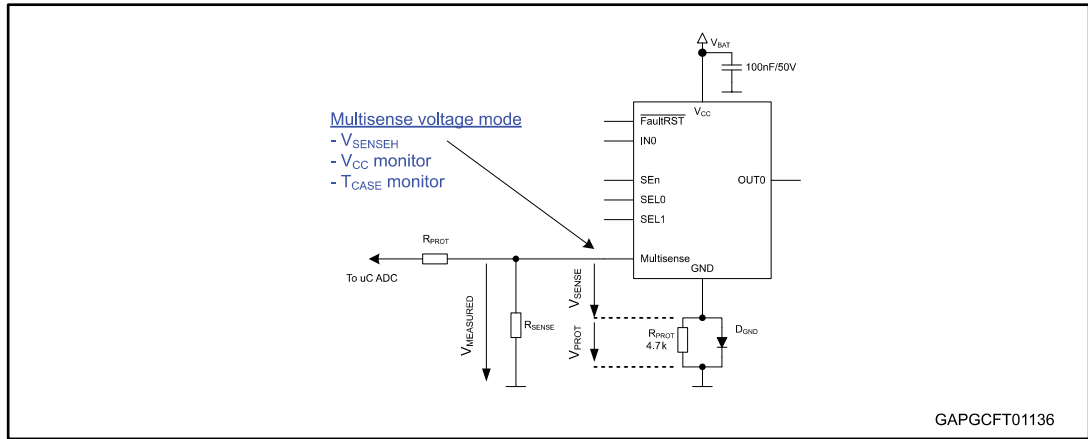 V_BAT
100nF/50V
V_CC
Multisense voltage mode
- V_SENSEH
- V_CC monitor
- T_CASE monitor
FaultRST
IN0
SEn
SEL0
SEL1
OUT0
Multisense
GND
R_PROT
To uC ADC
V_MEASURED
R_SENSE
V_SENSE
V_PROT
R_PROT
4.7k
D_GND
GAPGCFT01136